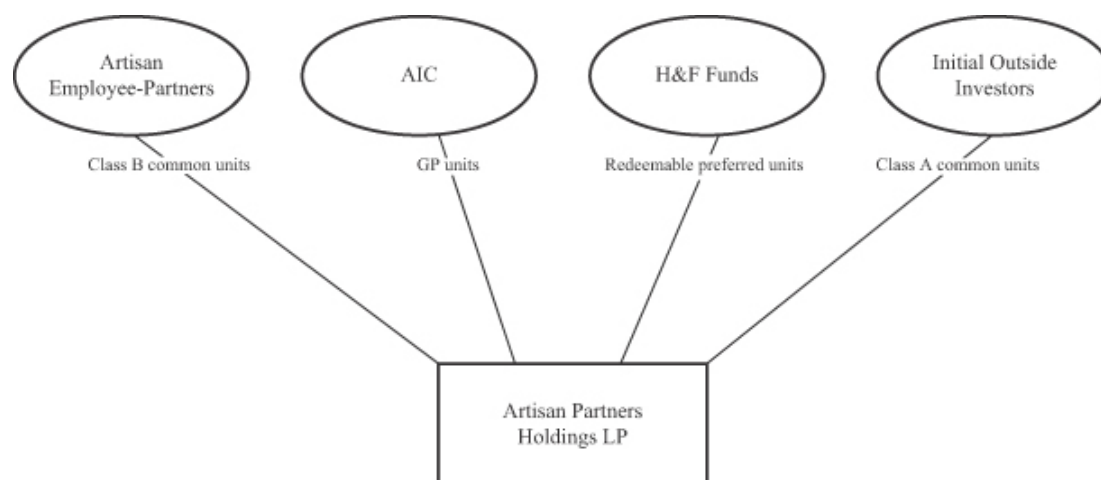 Artisan
Employee-Partners
AIC
H&F Funds
Initial Outside
Investors
Class B common units
GP units
Redeemable preferred units
Class A common units
Artisan Partners
Holdings LP